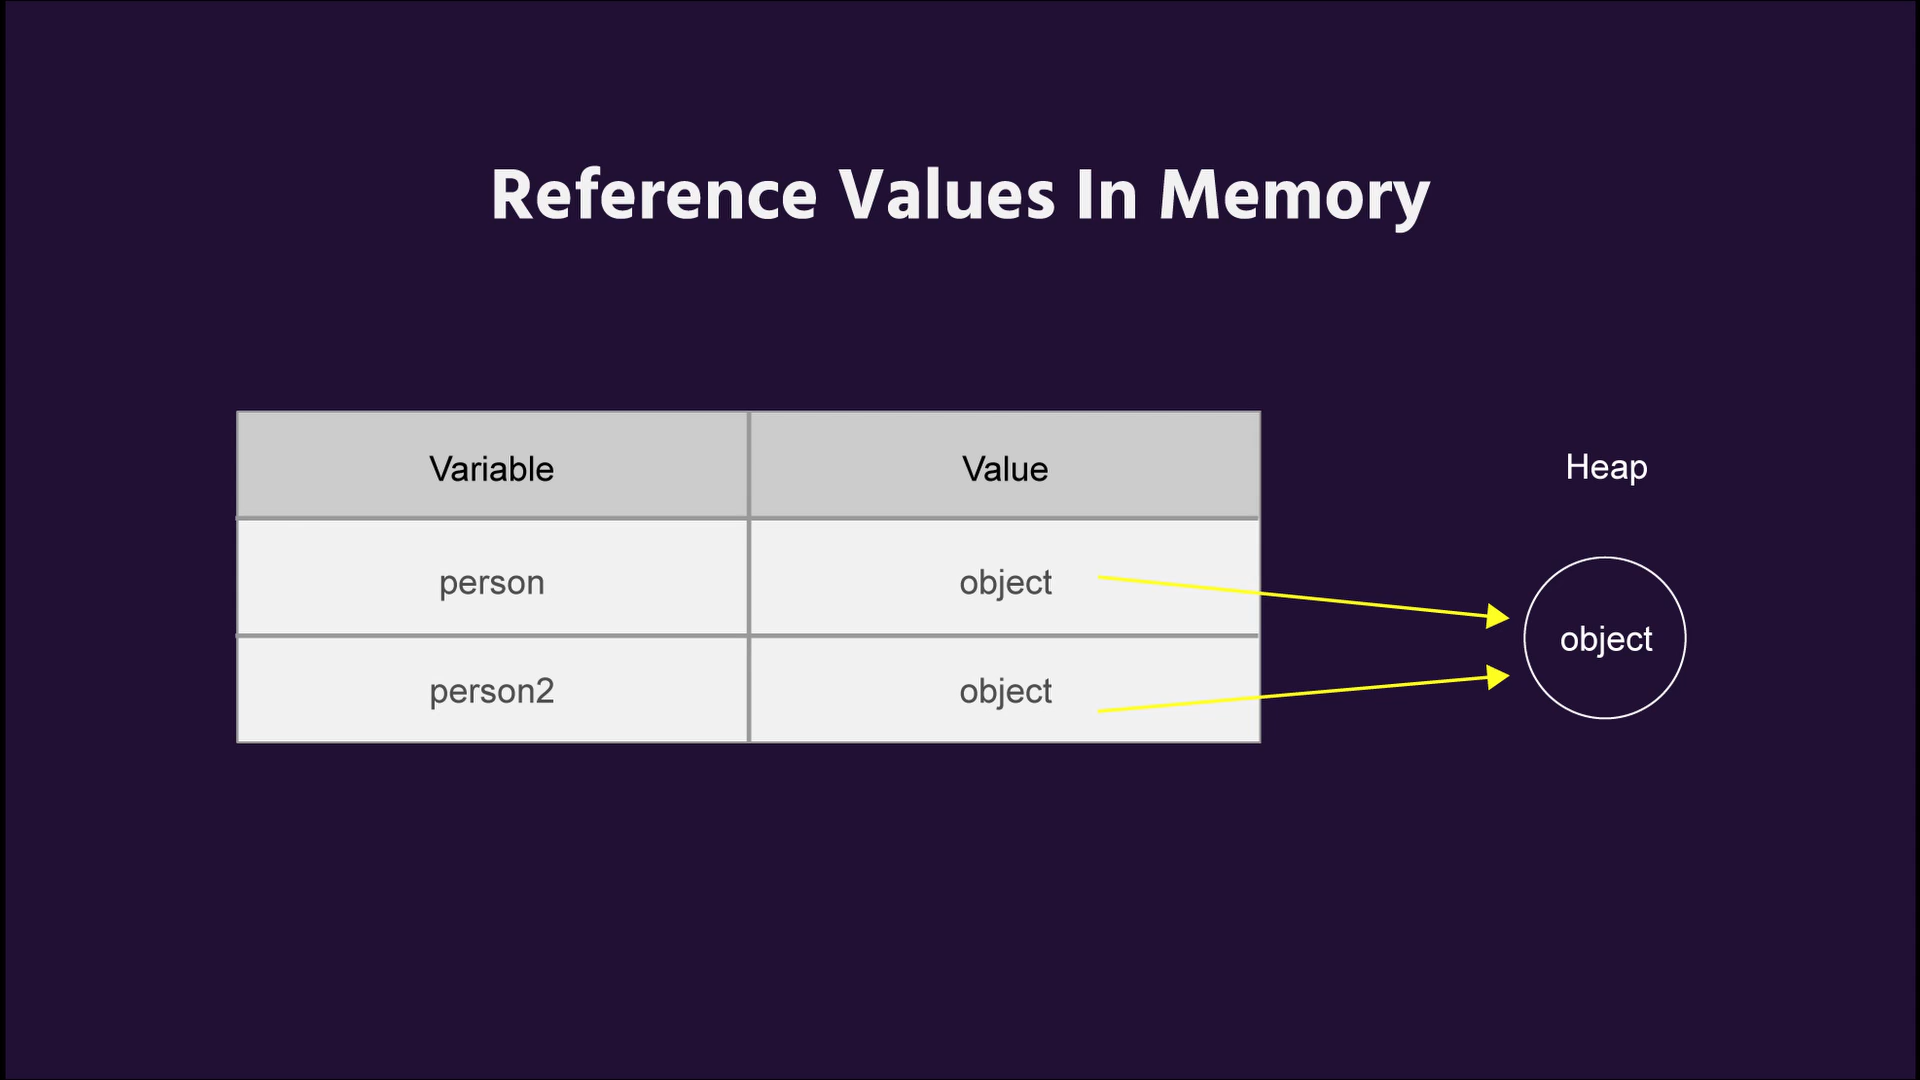 Reference Values In Memory
Variable Value Heap
person object
object
person2 object